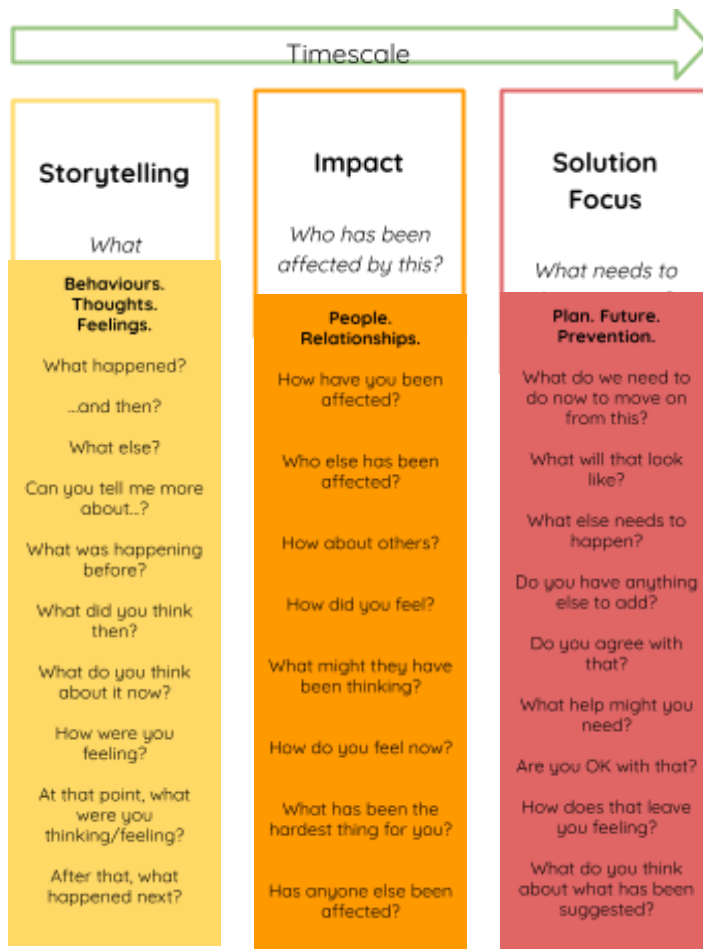 Timescale
Storytelling
What
Behaviours.
Thoughts.
Feelings.
What happened?
...and then?
What else?
Can you tell me more
about...?
What was happening
before?
What did you think
then?
What do you think
about it now?
How were you
feeling?
At that point, what
were you
thinking/feeling?
After that, what
happened next?
Impact
Who has been
affected by this?
People.
Relationships.
How have you been
affected?
Who else has been
affected?
How about others?
How did you feel?
What might they have
been thinking?
How do you feel now?
What has been the
hardest thing for you?
Has anyone else been
affected?
Solution
Focus
What needs to
Plan. Future.
Prevention.
What do we need to
do now to move on
from this?
What will that look
like?
What else needs to
happen?
Do you have anything
else to add?
Do you agree with
that?
What help might you
need?
Are you OK with that?
How does that leave
you feeling?
What do you think
about what has been
suggested?